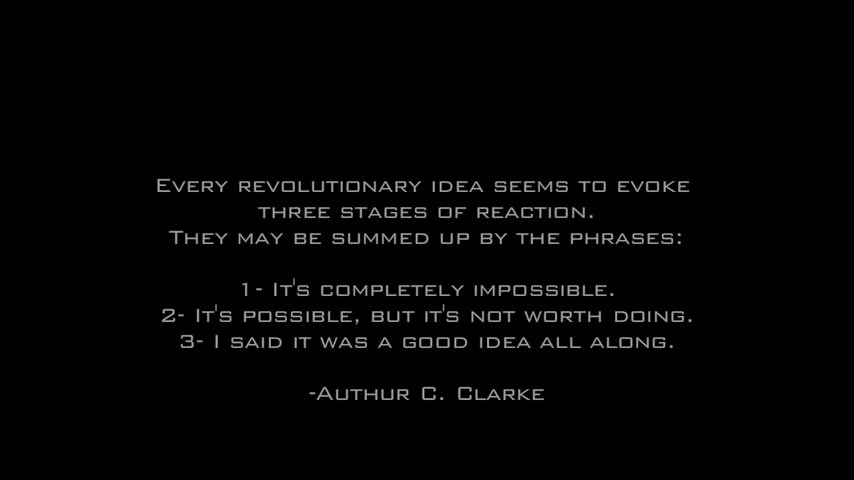 Every revolutionary idea seems to evoke
three stages of reaction.
They may be summed up by the phrases:
1- It's completely impossible.
2- It's possible, but it's not worth doing.
3- I said it was a good idea all along.
-Authur C. Clarke